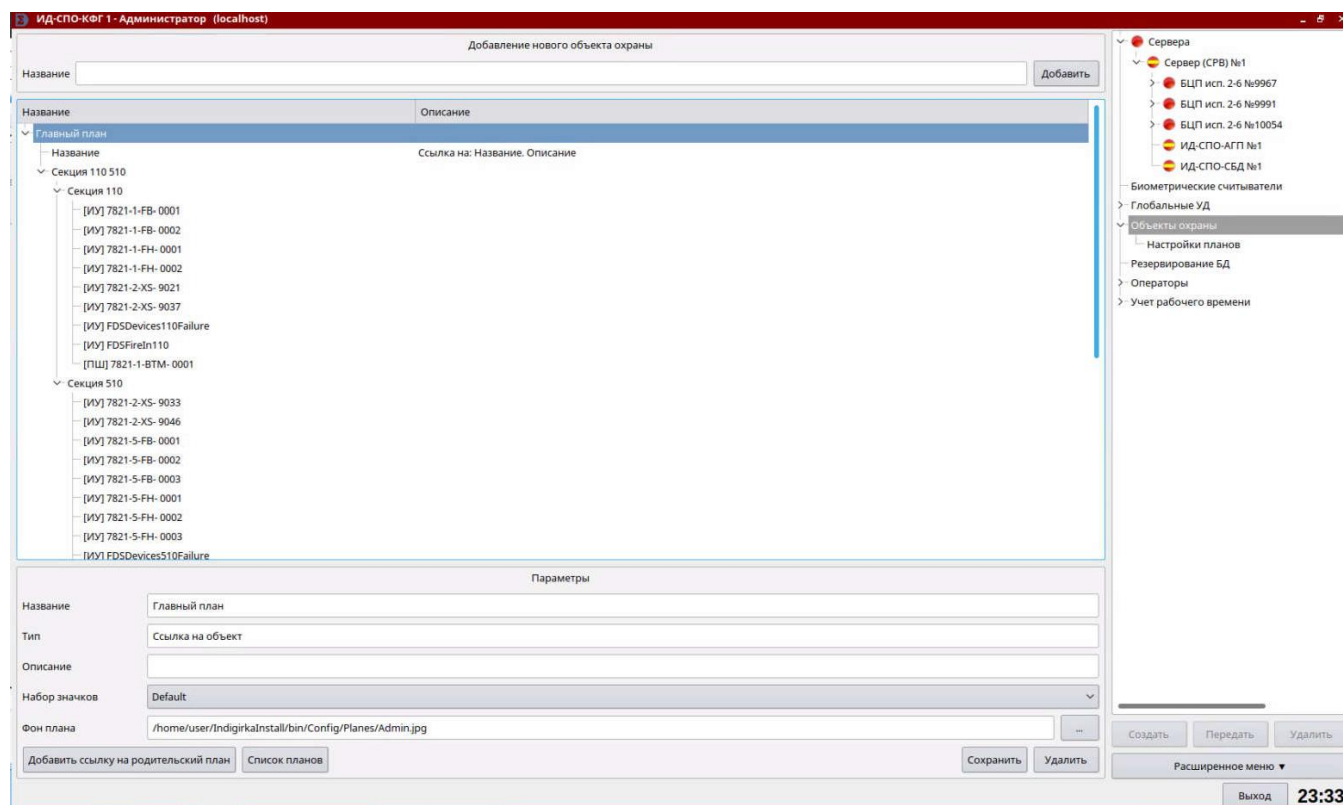 ИД-СПО-КФГ 1 - Администратор (localhost)
Добавление нового объекта охраны
Название
Добавить
Название Описание
Главный план
Название Ссылка на: Название. Описание
Секция 110 510
Секция 110
[ИУ] 7821-1-FB- 0001
[ИУ] 7821-1-FB- 0002
[ИУ] 7821-1-FH- 0001
[ИУ] 7821-1-FH- 0002
[ИУ] 7821-2-XS- 9021
[ИУ] 7821-2-XS- 9037
[ИУ] FDSDevices110Failure
[ИУ] FDSFireIn110
[ПШ] 7821-1-BTM- 0001
Секция 510
[ИУ] 7821-2-XS- 9033
[ИУ] 7821-2-XS- 9046
[ИУ] 7821-5-FB- 0001
[ИУ] 7821-5-FB- 0002
[ИУ] 7821-5-FB- 0003
[ИУ] 7821-5-FH- 0001
[ИУ] 7821-5-FH- 0002
[ИУ] 7821-5-FH- 0003
[ИУ] FDSDevices510Failure
Параметры
Название Главный план
Тип Ссылка на объект
Описание
Набор значков Default
Фон плана /home/user/IndigirkaInstall/bin/Config/Planes/Admin.jpg ...
Добавить ссылку на родительский план Список планов Сохранить Удалить
Сервера
Сервер (СРВ) №1
БЦП исп. 2-6 №9967
БЦП исп. 2-6 №9991
БЦП исп. 2-6 №10054
ИД-СПО-АГП №1
ИД-СПО-СБД №1
Биометрические считыватели
Глобальные УД
Объекты охраны
Настройки планов
Резервирование БД
Операторы
Учет рабочего времени
Создать Передать Удалить
Расширенное меню ▼
Выход 23:33